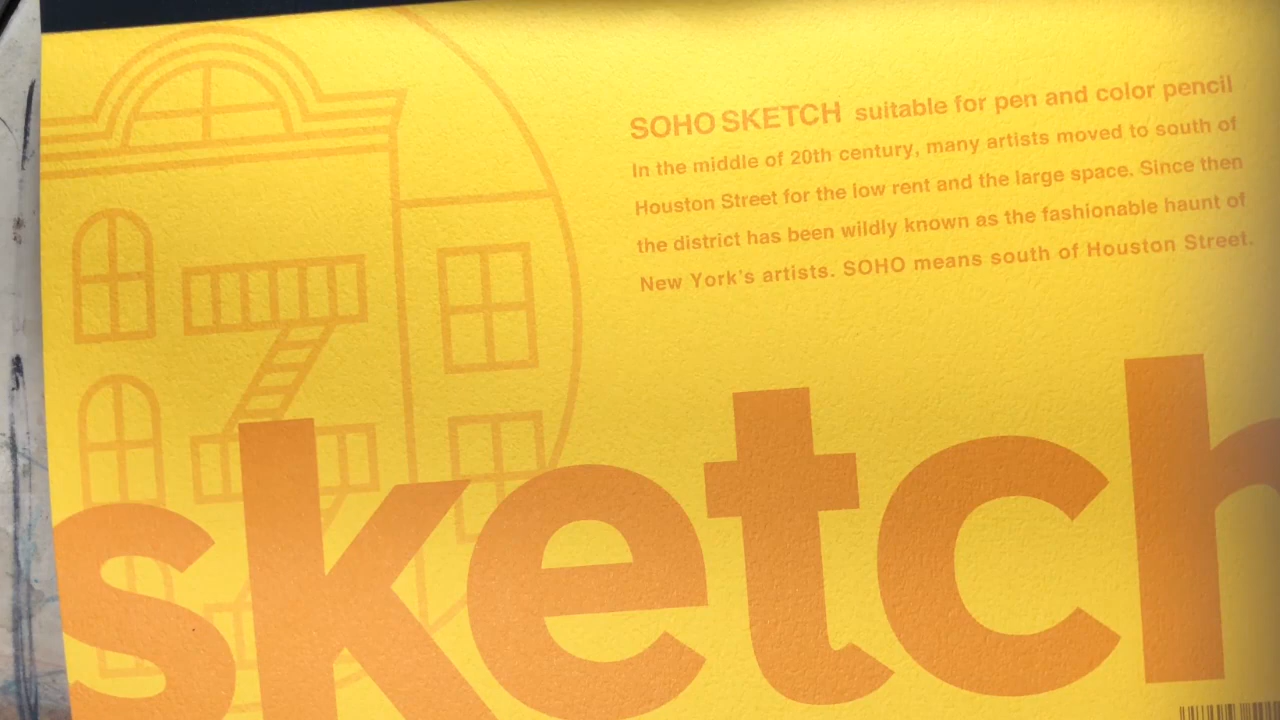 SOHO SKETCH suitable for pen and color pencil
In the middle of 20th century, many artists moved to south of
Houston Street for the low rent and the large space. Since then
the district has been wildly known as the fashionable haunt of
New York's artists. SOHO means south of Houston Street.
sketch